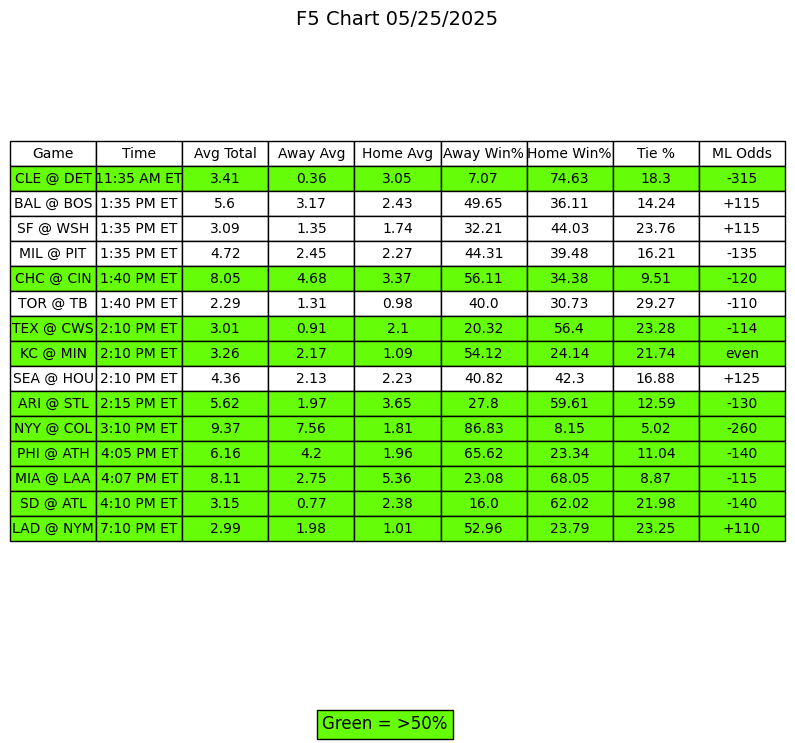 F5 Chart 05/25/2025
Game Time Avg Total Away Avg Home Avg Away Win% Home Win% Tie % ML Odds
CLE @ DET 11:35 AM ET 3.41 0.36 3.05 7.07 74.63 18.3 -315
BAL @ BOS 1:35 PM ET 5.6 3.17 2.43 49.65 36.11 14.24 +115
SF @ WSH 1:35 PM ET 3.09 1.35 1.74 32.21 44.03 23.76 +115
MIL @ PIT 1:35 PM ET 4.72 2.45 2.27 44.31 39.48 16.21 -135
CHC @ CIN 1:40 PM ET 8.05 4.68 3.37 56.11 34.38 9.51 -120
TOR @ TB 1:40 PM ET 2.29 1.31 0.98 40.0 30.73 29.27 -110
TEX @ CWS 2:10 PM ET 3.01 0.91 2.1 20.32 56.4 23.28 -114
KC @ MIN 2:10 PM ET 3.26 2.17 1.09 54.12 24.14 21.74 even
SEA @ HOU 2:10 PM ET 4.36 2.13 2.23 40.82 42.3 16.88 +125
ARI @ STL 2:15 PM ET 5.62 1.97 3.65 27.8 59.61 12.59 -130
NYY @ COL 3:10 PM ET 9.37 7.56 1.81 86.83 8.15 5.02 -260
PHI @ ATH 4:05 PM ET 6.16 4.2 1.96 65.62 23.34 11.04 -140
MIA @ LAA 4:07 PM ET 8.11 2.75 5.36 23.08 68.05 8.87 -115
SD @ ATL 4:10 PM ET 3.15 0.77 2.38 16.0 62.02 21.98 -140
LAD @ NYM 7:10 PM ET 2.99 1.98 1.01 52.96 23.79 23.25 +110
Green = >50%